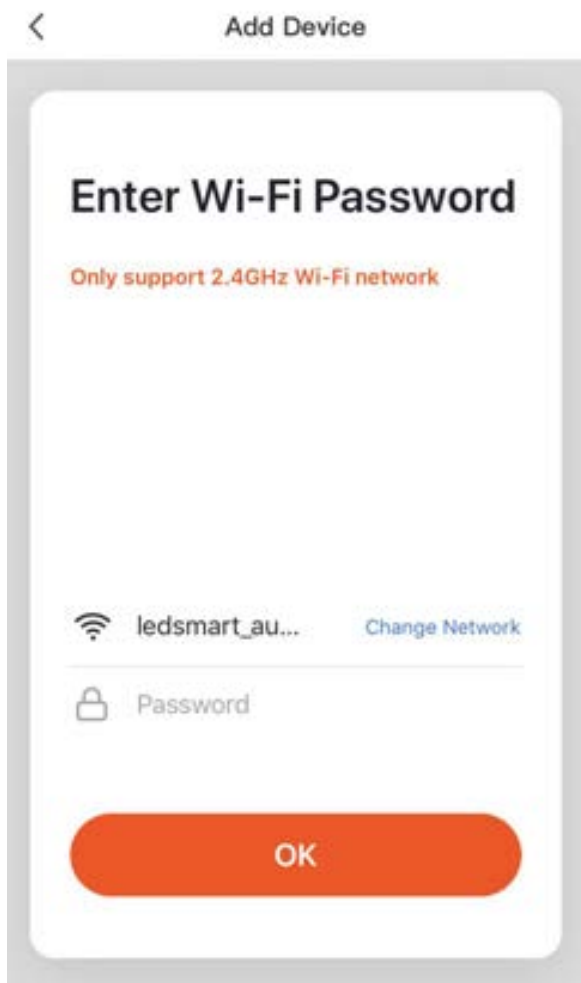 Add Device
Enter Wi-Fi Password
Only support 2.4GHz Wi-Fi network
ledsmart_au...
Change Network
Password
OK